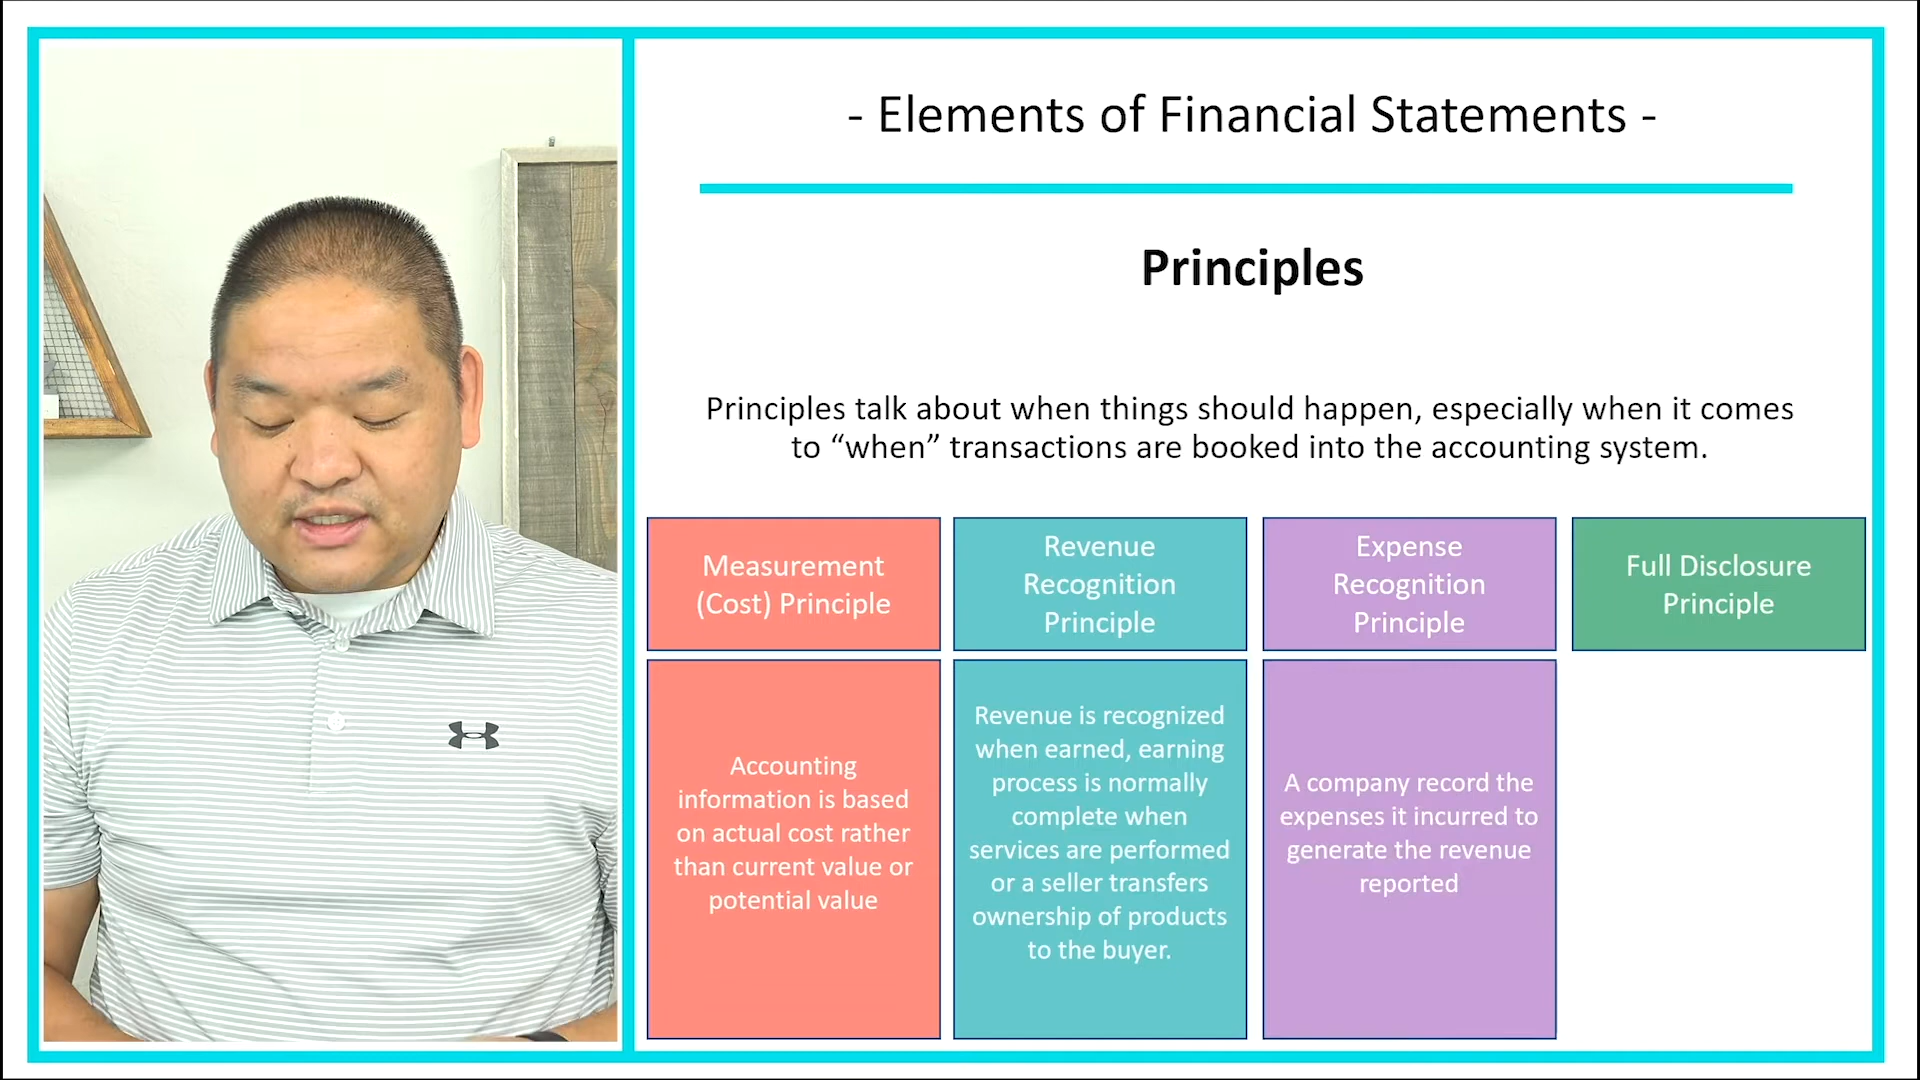 - Elements of Financial Statements -
Principles
Principles talk about when things should happen, especially when it comes
to “when” transactions are booked into the accounting system.
Measurement
(Cost) Principle
Revenue
Recognition
Principle
Expense
Recognition
Principle
Full Disclosure
Principle
Accounting
information is based
on actual cost rather
than current value or
potential value
Revenue is recognized
when earned, earning
process is normally
complete when
services are performed
or a seller transfers
ownership of products
to the buyer.
A company record the
expenses it incurred to
generate the revenue
reported